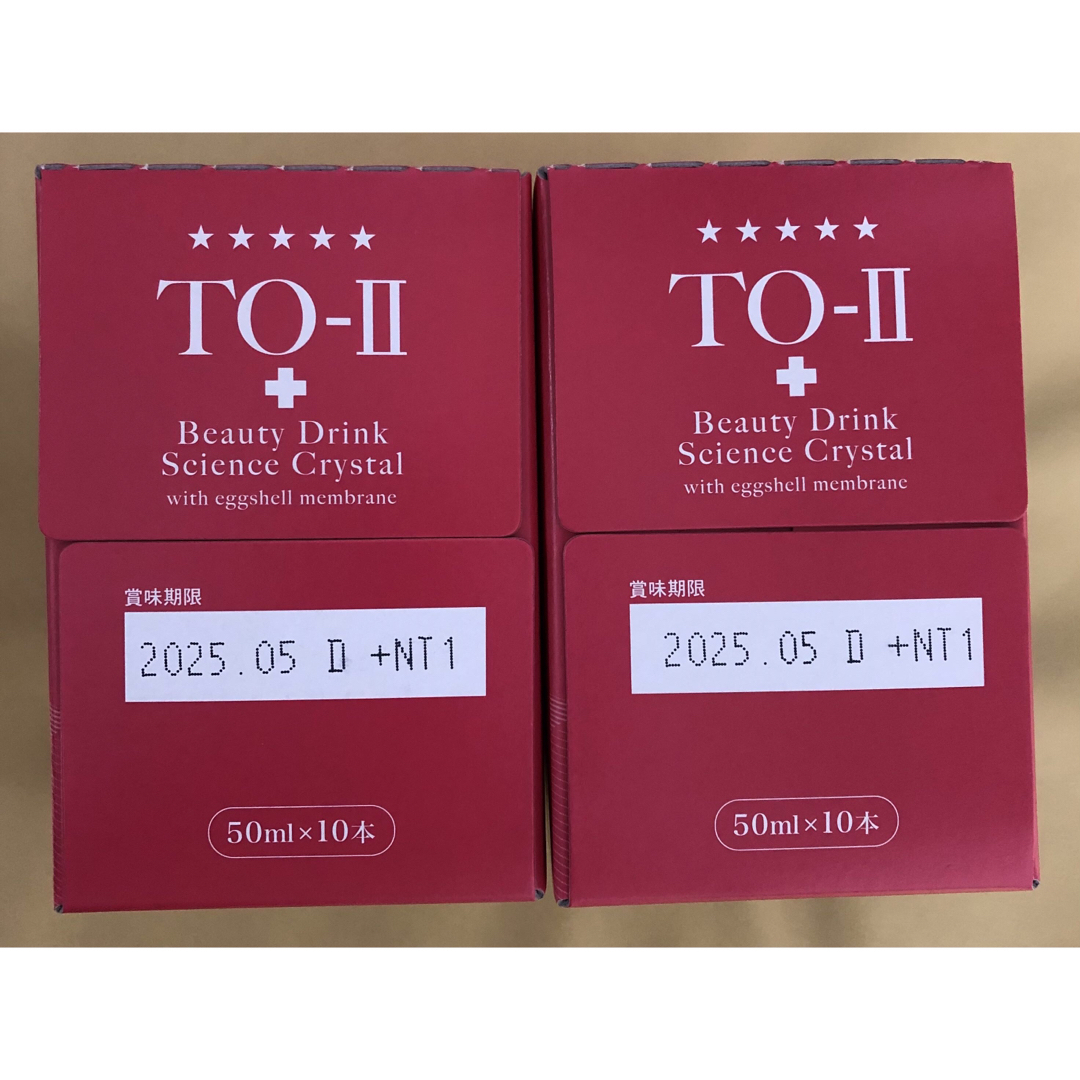 ★★★★★
TO-Ⅱ
Beauty Drink
Science Crystal
with eggshell membrane
賞味期限
2025.05 D +NT1
50ml×10本
★★★★★
TO-Ⅱ
Beauty Drink
Science Crystal
with eggshell membrane
賞味期限
2025.05 D +NT1
50ml×10本